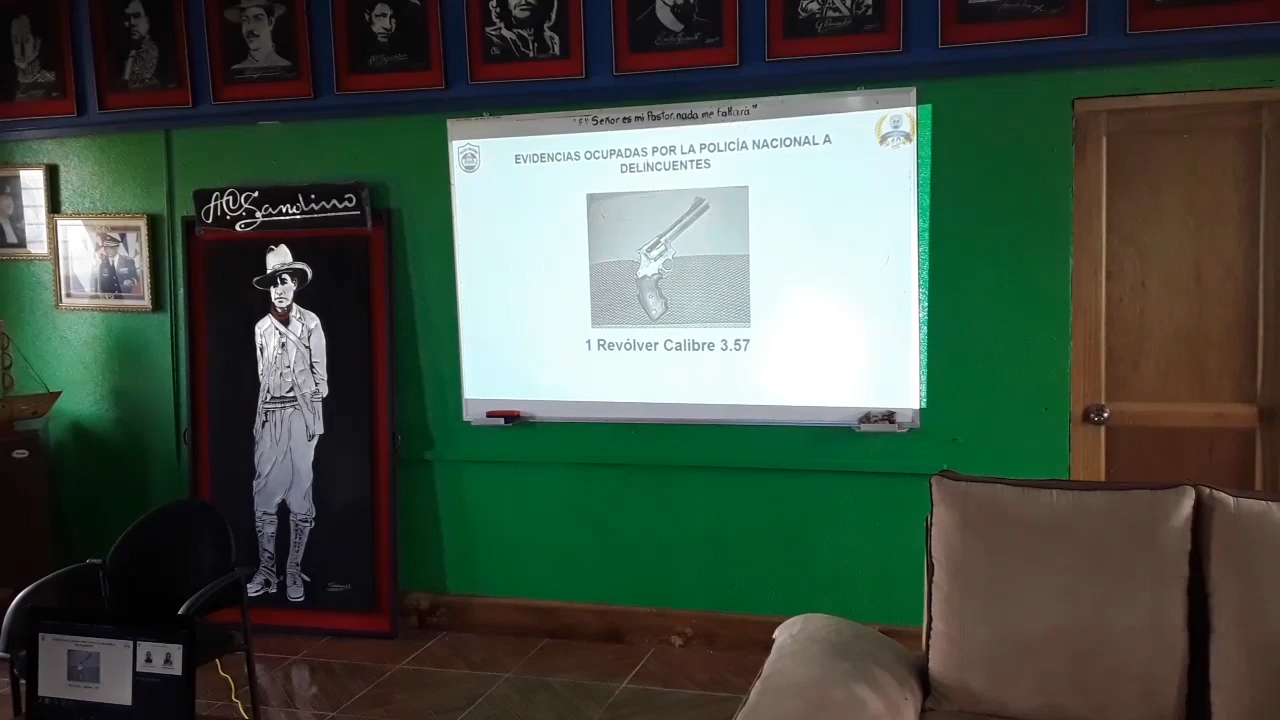 "El Señor es mi Pastor, nada me faltará"
EVIDENCIAS OCUPADAS POR LA POLICÍA NACIONAL A
DELINCUENTES
1 Revólver Calibre 3.57
A.C. Sandino